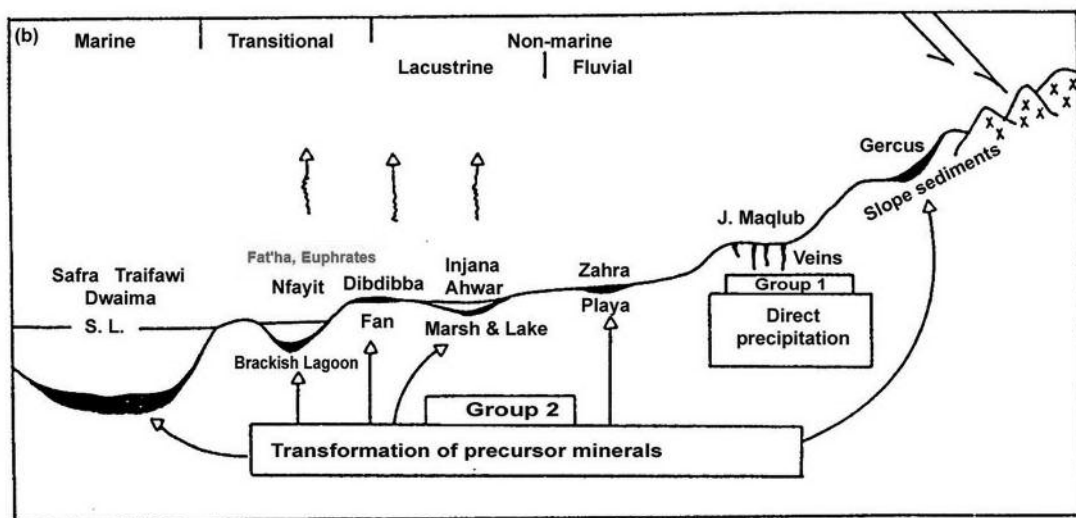 (b)
Marine
Transitional
Non-marine
Lacustrine
Fluvial
Gercus
Slope sediments
J. Maqlub
Veins
Group 1
Direct
precipitation
Fat'ha, Euphrates
Safra Traifawi
Dwaima
Nfayit
Dibdibba
Injana
Ahwar
Zahra
S. L.
Fan
Marsh & Lake
Playa
Brackish Lagoon
Group 2
Transformation of precursor minerals
x
x x
x x
x x
x x
x